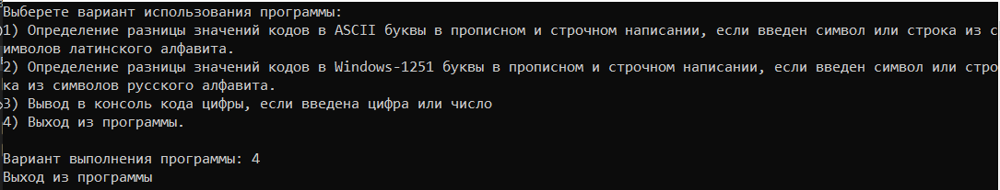 Выберете вариант использования программы:
1) Определение разницы значений кодов в ASCII буквы в прописном и строчном написании, если введен символ или строка из с
имволов латинского алфавита.
2) Определение разницы значений кодов в Windows-1251 буквы в прописном и строчном написании, если введен символ или стро
ка из символов русского алфавита.
3) Вывод в консоль кода цифры, если введена цифра или число
4) Выход из программы.
Вариант выполнения программы: 4
Выход из программы